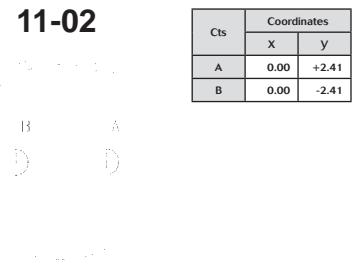 11-02
Cts Coordinates
X y
A 0.00 +2.41
B 0.00 -2.41
B A